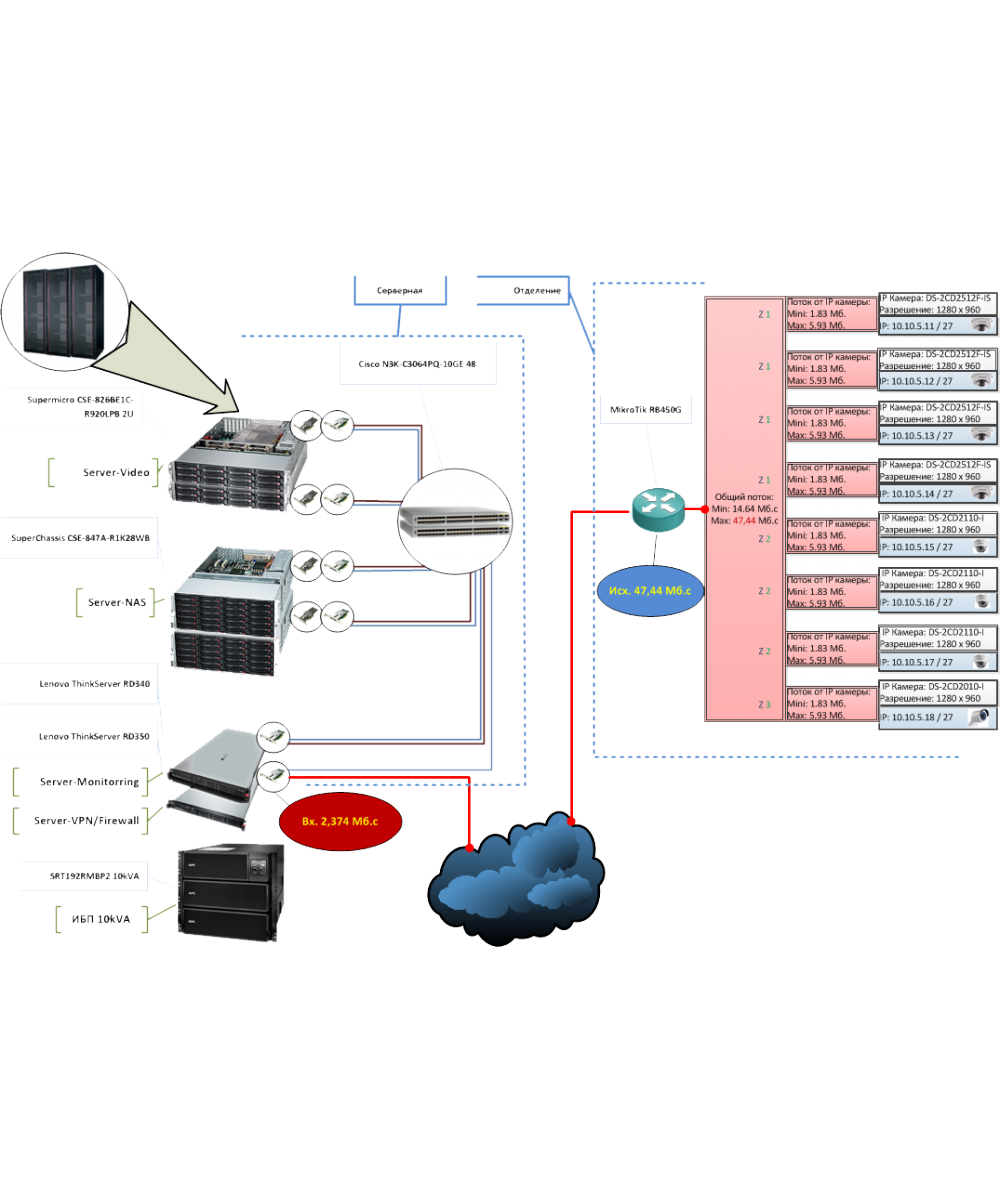 Серверная
Отделение
Cisco N3K-C3064PQ-10GE 48
Supermicro CSE-826BE1C-
R920LPB 2U
Server-Video
SuperChassis CSE-847A-R1K28WB
Server-NAS
Lenovo ThinkServer RD340
Lenovo ThinkServer RD350
Server-Monitorring
Server-VPN/Firewall
Вх. 2,374 Мб.с
SRT192RMBP2 10kVA
ИБП 10kVA
MikroTik RB450G
Исх. 47,44 Мб.с
Общий поток:
Min: 14.64 Мб.с
Max: 47,44 Мб.с
Z 1
Поток от IP камеры:
Mini: 1.83 Мб.
Max: 5.93 Мб.
IP Камера: DS-2CD2512F-IS
Разрешение: 1280 x 960
IP: 10.10.5.11 / 27
Z 1
Поток от IP камеры:
Mini: 1.83 Мб.
Max: 5.93 Мб.
IP Камера: DS-2CD2512F-IS
Разрешение: 1280 x 960
IP: 10.10.5.12 / 27
Z 1
Поток от IP камеры:
Mini: 1.83 Мб.
Max: 5.93 Мб.
IP Камера: DS-2CD2512F-IS
Разрешение: 1280 x 960
IP: 10.10.5.13 / 27
Z 1
Поток от IP камеры:
Mini: 1.83 Мб.
Max: 5.93 Мб.
IP Камера: DS-2CD2512F-IS
Разрешение: 1280 x 960
IP: 10.10.5.14 / 27
Z 2
Поток от IP камеры:
Mini: 1.83 Мб.
Max: 5.93 Мб.
IP Камера: DS-2CD2110-I
Разрешение: 1280 x 960
IP: 10.10.5.15 / 27
Z 2
Поток от IP камеры:
Mini: 1.83 Мб.
Max: 5.93 Мб.
IP Камера: DS-2CD2110-I
Разрешение: 1280 x 960
IP: 10.10.5.16 / 27
Z 2
Поток от IP камеры:
Mini: 1.83 Мб.
Max: 5.93 Мб.
IP Камера: DS-2CD2110-I
Разрешение: 1280 x 960
IP: 10.10.5.17 / 27
Z 3
Поток от IP камеры:
Mini: 1.83 Мб.
Max: 5.93 Мб.
IP Камера: DS-2CD2010-I
Разрешение: 1280 x 960
IP: 10.10.5.18 / 27